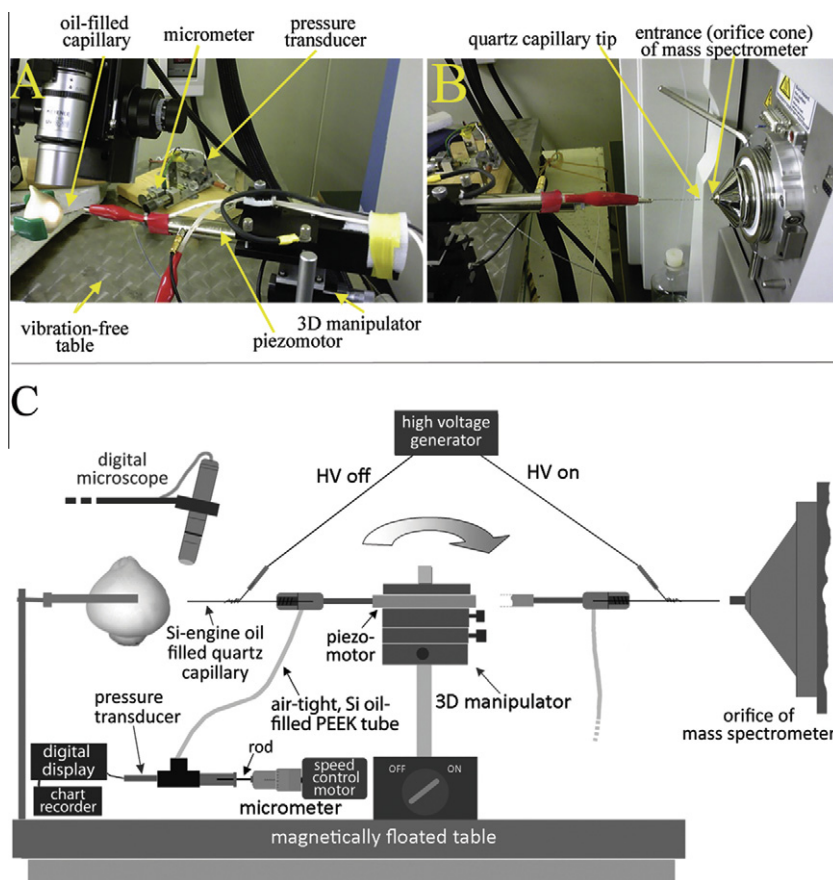 oil-filled
capillary
micrometer
pressure
transducer
quartz capillary tip
entrance (orifice cone)
of mass spectrometer
A
B
vibration-free
table
3D manipulator
piezomotor
C
high voltage
generator
digital
microscope
HV off
HV on
Si-engine oil
filled quartz
capillary
piezo-
motor
pressure
transducer
air-tight, Si oil-
filled PEEK tube
3D manipulator
orifice of
mass spectrometer
digital
display
chart
recorder
rod
speed
control
motor
micrometer
OFF
ON
magnetically floated table